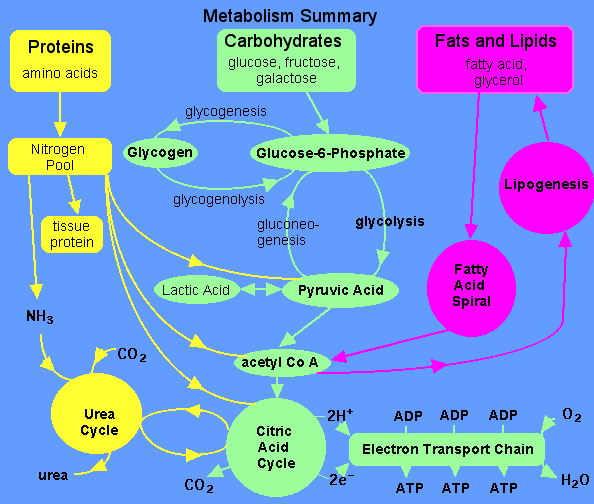 Metabolism Summary
Proteins
amino acids
Carbohydrates
glucose, fructose,
galactose
Fats and Lipids
fatty acid,
glycerol
glycogenesis
Nitrogen
Pool
Glycogen
Glucose-6-Phosphate
Lipogenesis
glycogenolysis
tissue
protein
gluconeo-
genesis
glycolysis
Fatty
Acid
Spiral
Lactic Acid
Pyruvic Acid
NH3
CO2
acetyl Co A
Urea
Cycle
Citric
Acid
Cycle
2H+
ADP ADP ADP
O2
Electron Transport Chain
urea
CO2
2e−
ATP ATP ATP
H2O